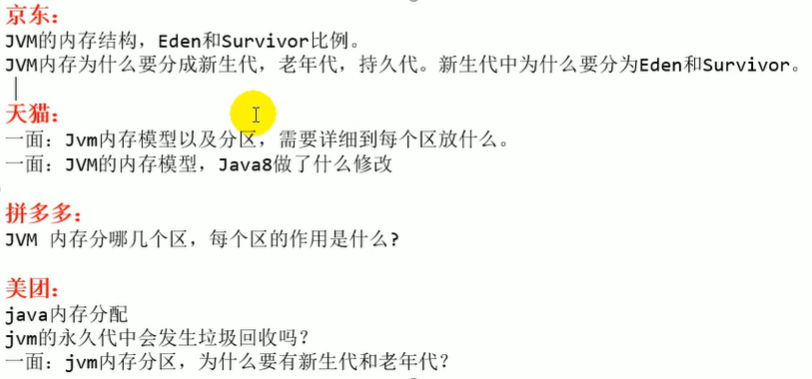 京东：
JVM的内存结构，Eden和Survivor比例。
JVM内存为什么要分成新生代，老年代，持久代。新生代中为什么要分为Eden和Survivor。
天猫：
一面：Jvm内存模型以及分区，需要详细到每个区放什么。
一面：JVM的内存模型，Java8做了什么修改
拼多多：
JVM 内存分哪几个区，每个区的作用是什么?
美团：
java内存分配
jvm的永久代中会发生垃圾回收吗？
一面：jvm内存分区，为什么要有新生代和老年代？